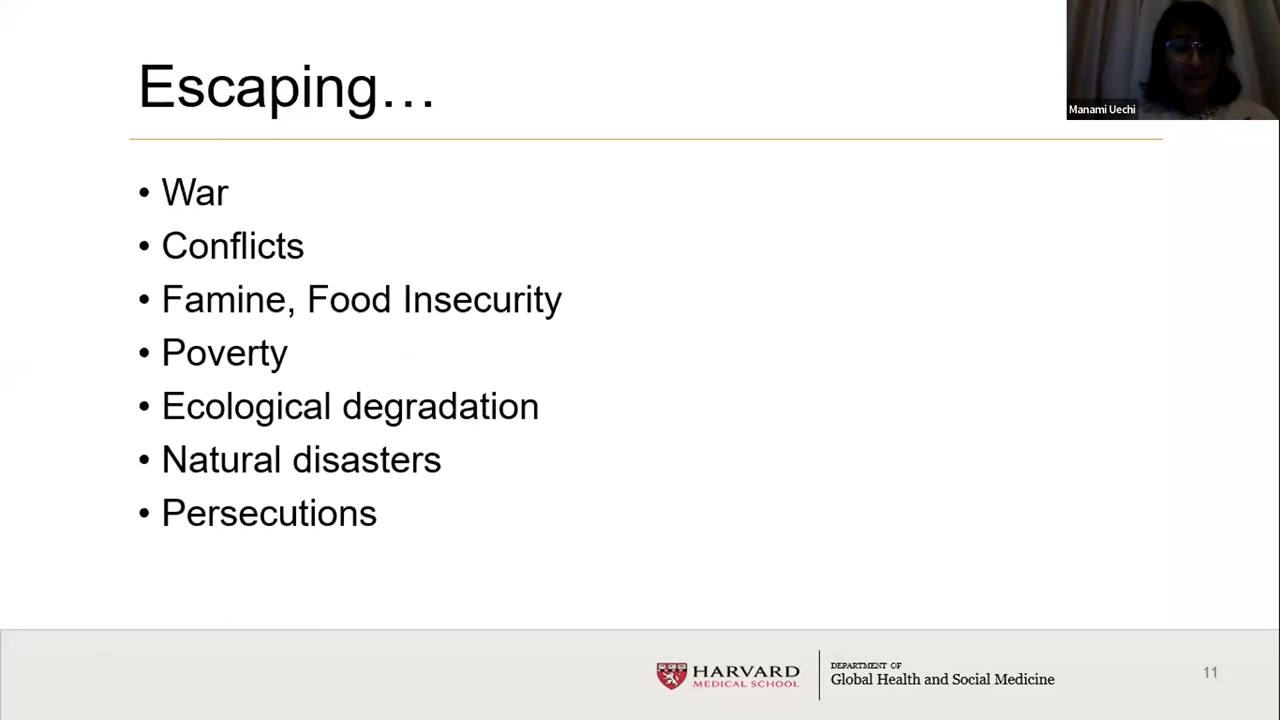 Escaping…
Manami Uechi
• War
• Conflicts
• Famine, Food Insecurity
• Poverty
• Ecological degradation
• Natural disasters
• Persecutions
HARVARD
MEDICAL SCHOOL
DEPARTMENT OF
Global Health and Social Medicine
11